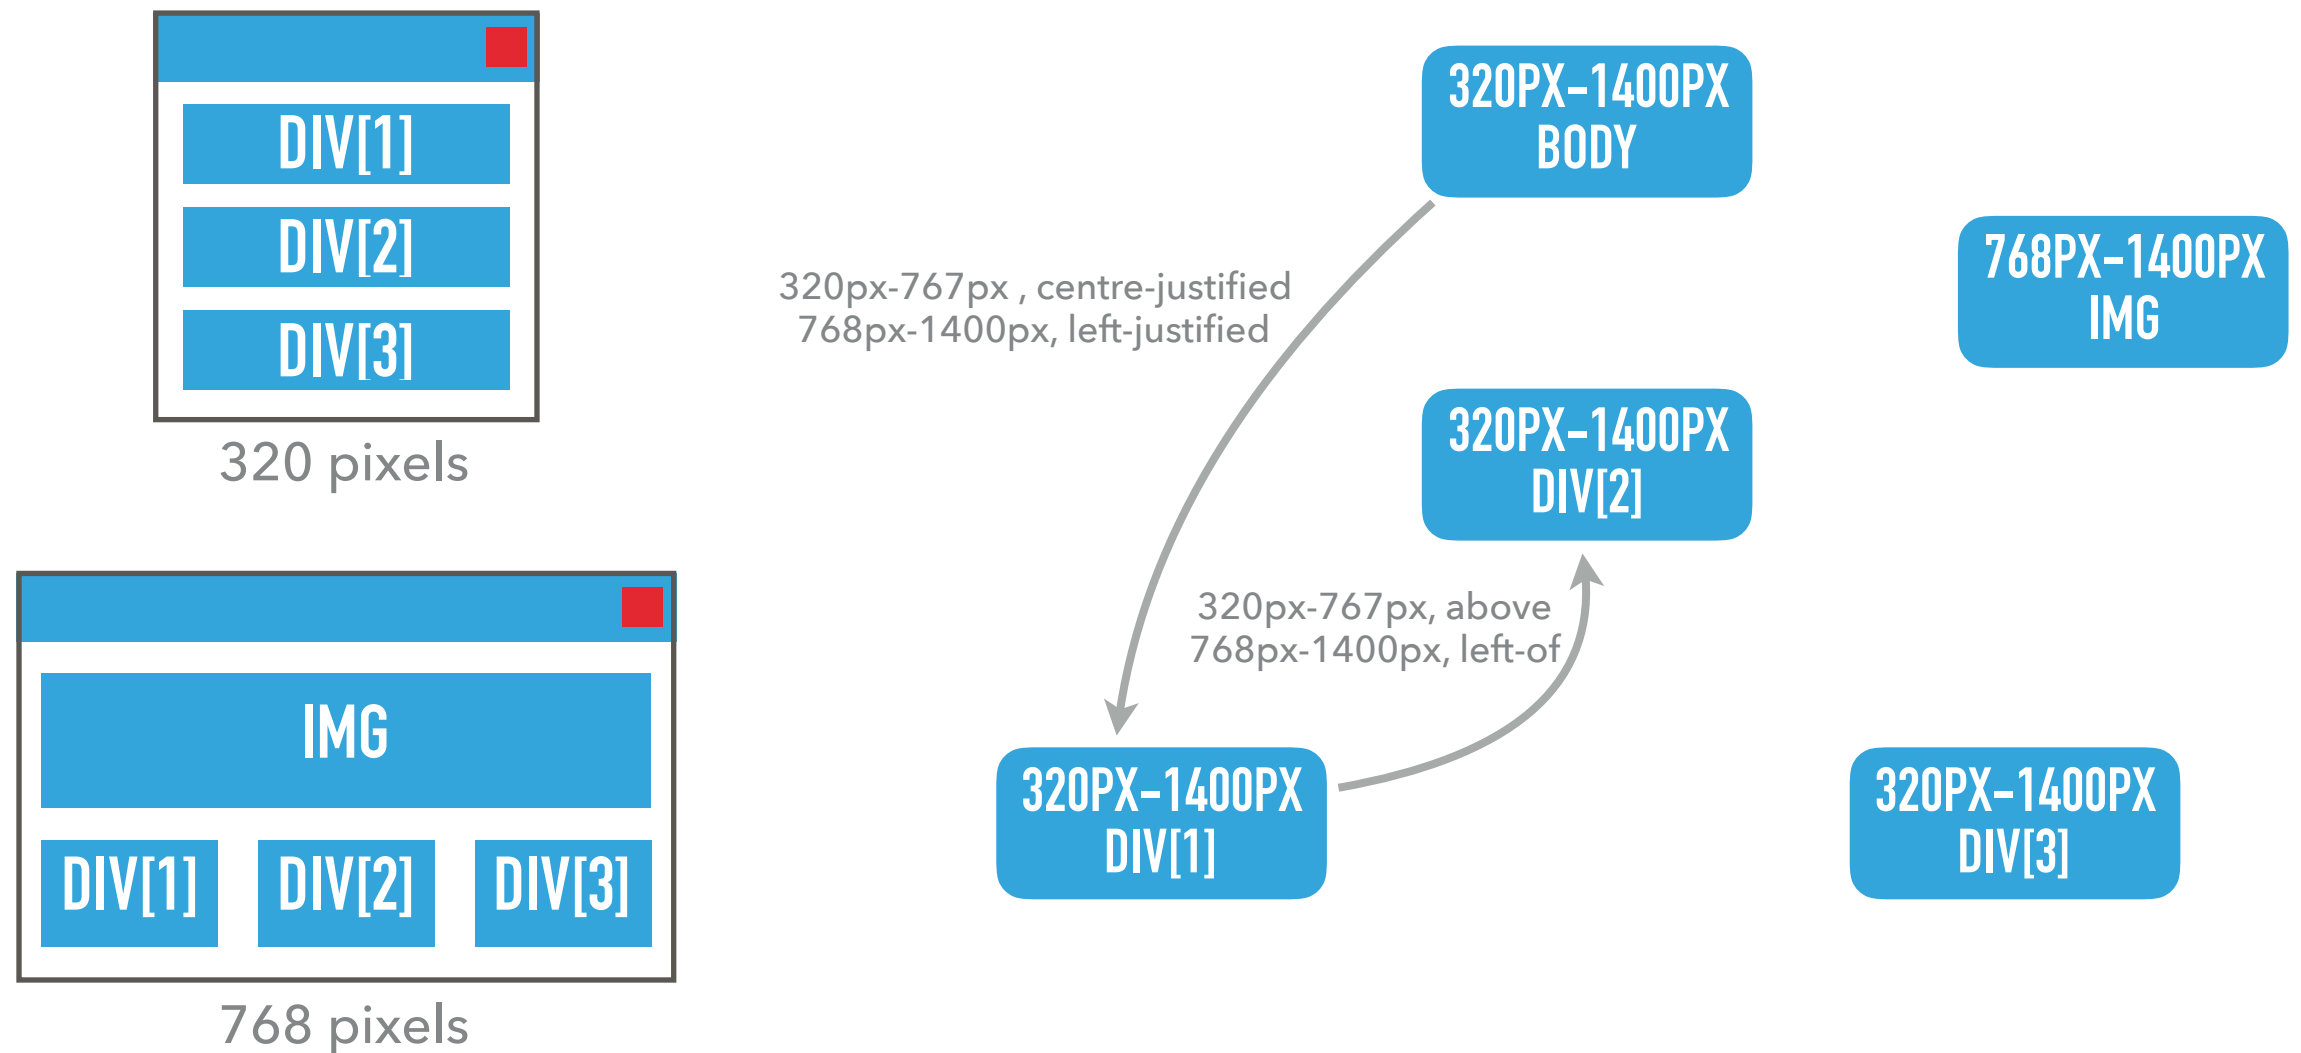 DIV[1]
DIV[2]
DIV[3]
320 pixels
IMG
DIV[1] DIV[2] DIV[3]
768 pixels
320PX-1400PX
BODY
768PX-1400PX
IMG
320px-767px , centre-justified
768px-1400px, left-justified
320PX-1400PX
DIV[2]
320px-767px, above
768px-1400px, left-of
320PX-1400PX
DIV[1]
320PX-1400PX
DIV[3]